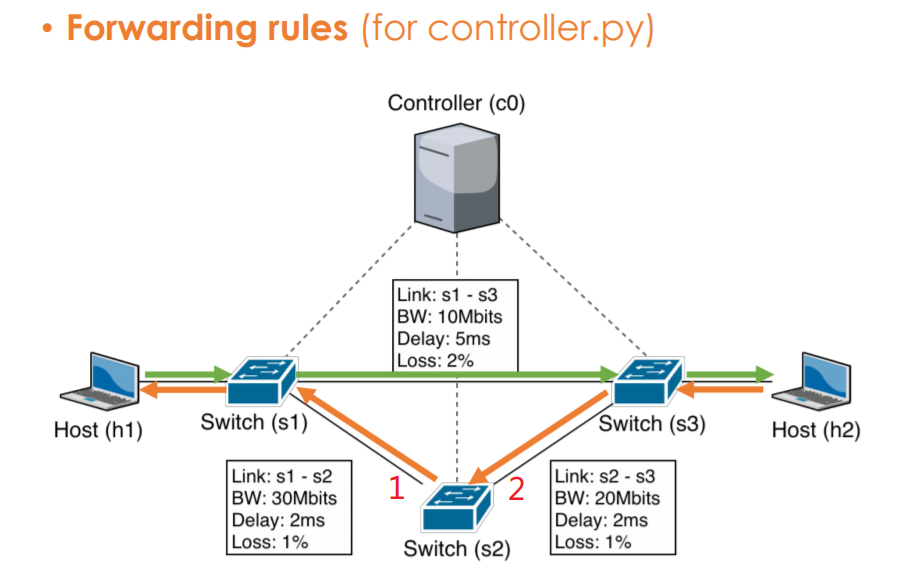 • Forwarding rules (for controller.py)
Controller (c0)
Link: s1 - s3
BW: 10Mbits
Delay: 5ms
Loss: 2%
Host (h1)
Switch (s1)
Switch (s3)
Host (h2)
Link: s1 - s2
BW: 30Mbits
Delay: 2ms
Loss: 1%
1
2
Link: s2 - s3
BW: 20Mbits
Delay: 2ms
Loss: 1%
Switch (s2)